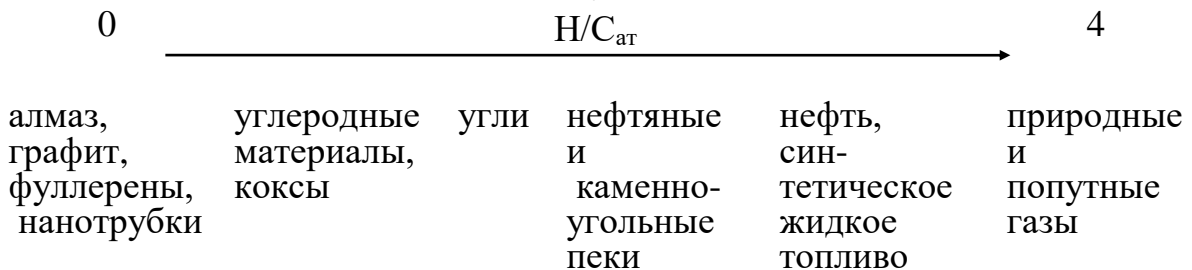 0 H/Cат 4
алмаз, углеродные угли нефтяные нефть, природные
графит, материалы, и син- и
фуллерены, коксы каменно- тетическое попутные
нанотрубки угольные жидкое газы
пеки топливо